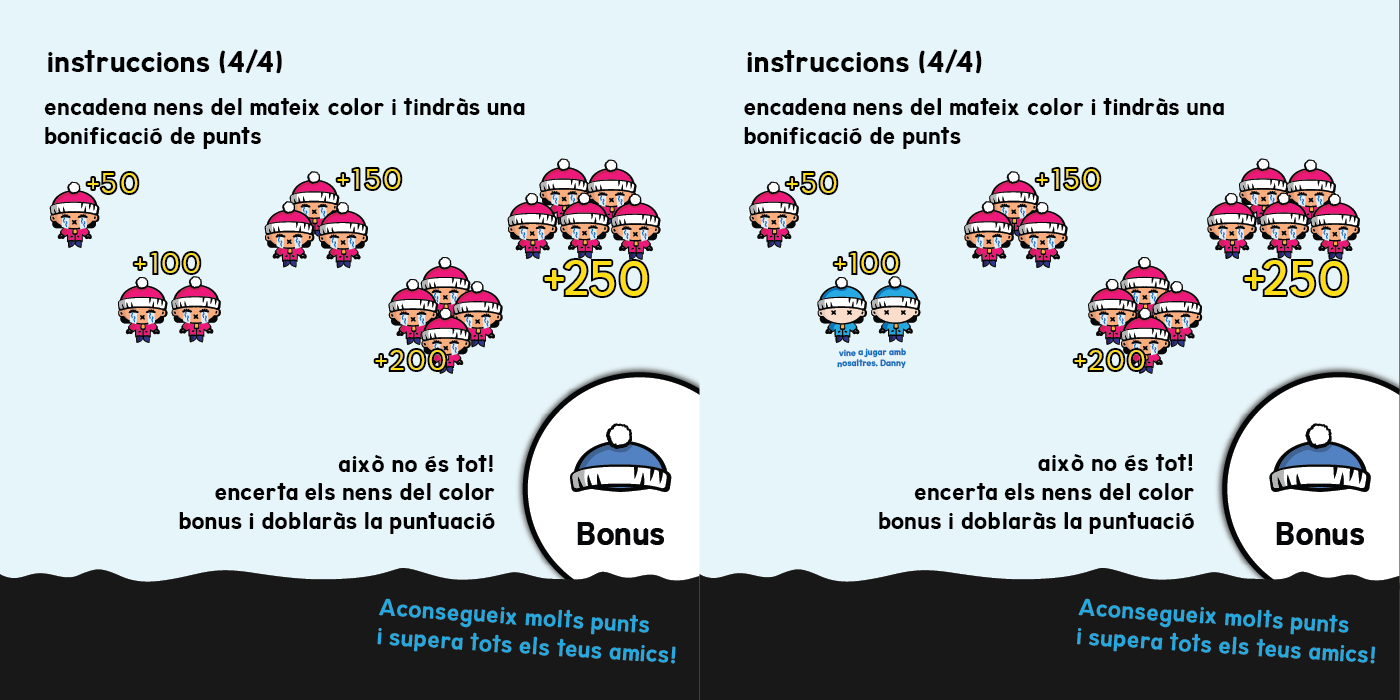 instruccions (4/4)
encadena nens del mateix color i tindràs una
bonificació de punts
+50
+150
+100
+250
+200
això no és tot!
encerta els nens del color
bonus i doblaràs la puntuació
Bonus
Aconsegueix molts punts
i supera tots els teus amics!
instruccions (4/4)
encadena nens del mateix color i tindràs una
bonificació de punts
+50
+150
+100
+250
vine a jugar amb
nosaltres, Danny
+200
això no és tot!
encerta els nens del color
bonus i doblaràs la puntuació
Bonus
Aconsegueix molts punts
i supera tots els teus amics!